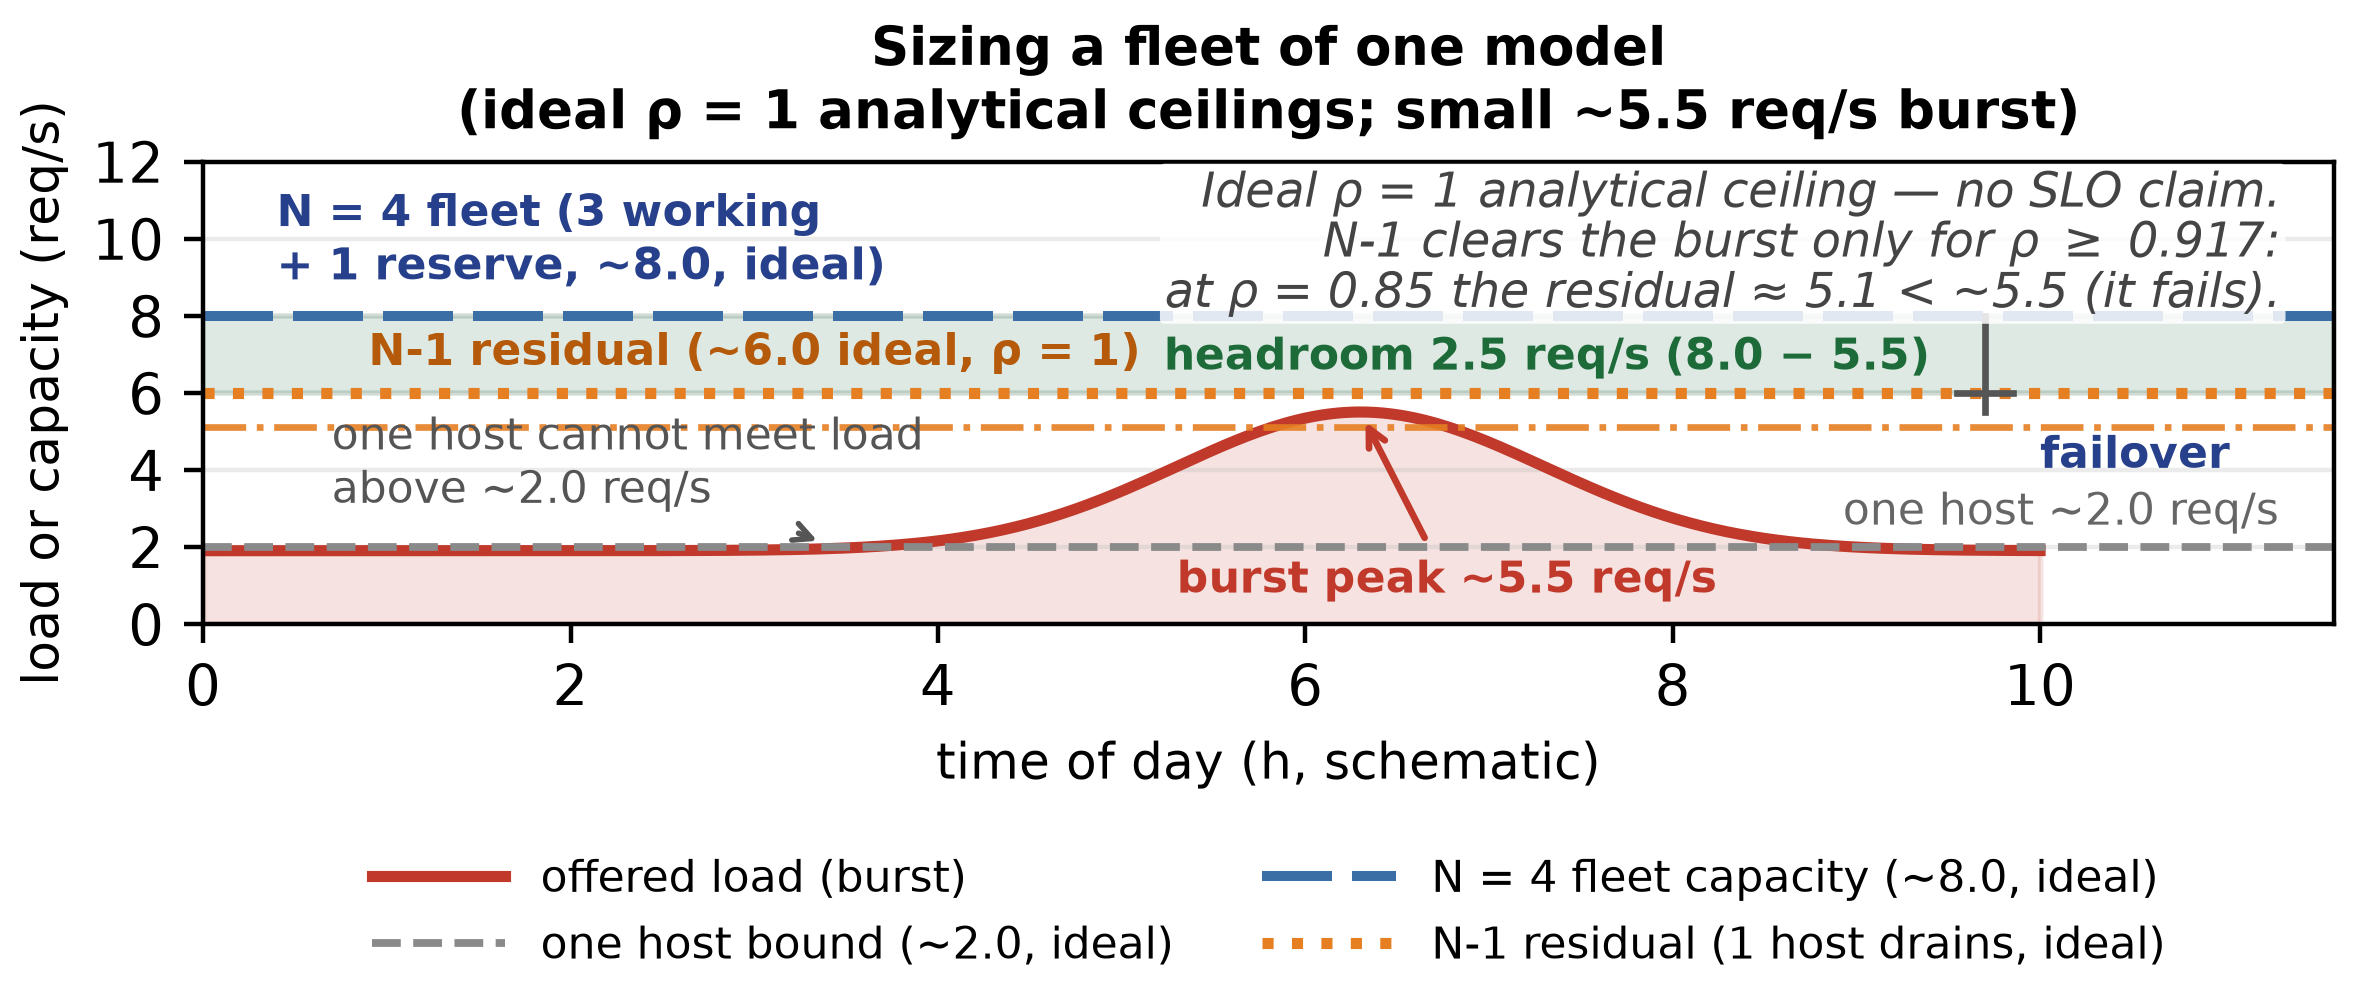 Sizing a fleet of one model
(ideal ρ = 1 analytical ceilings; small ~5.5 req/s burst)
load or capacity (req/s)
12
10
8
6
4
2
0
N = 4 fleet (3 working
+ 1 reserve, ~8.0, ideal)
Ideal ρ = 1 analytical ceiling — no SLO claim.
N-1 clears the burst only for ρ ≥ 0.917:
at ρ = 0.85 the residual ≈ 5.1 < ~5.5 (it fails).
N-1 residual (~6.0 ideal, ρ = 1)
headroom 2.5 req/s (8.0 − 5.5)
one host cannot meet load
above ~2.0 req/s
failover
one host ~2.0 req/s
burst peak ~5.5 req/s
0
2
4
6
8
10
time of day (h, schematic)
offered load (burst)
one host bound (~2.0, ideal)
N = 4 fleet capacity (~8.0, ideal)
N-1 residual (1 host drains, ideal)